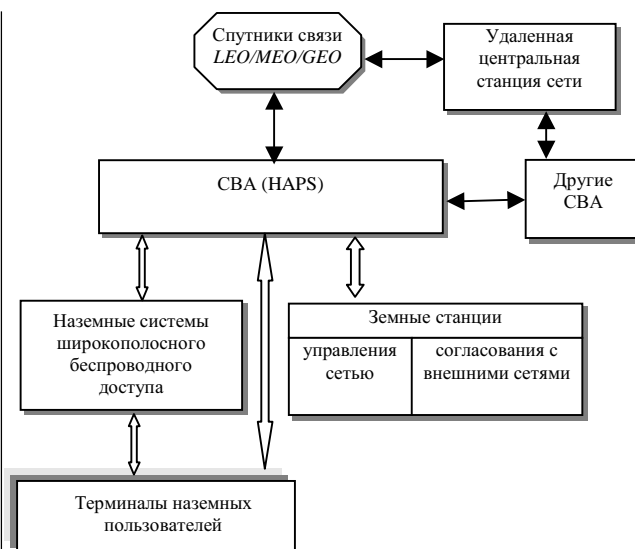 Спутники связи
LEO/MEO/GEO
Удаленная
центральная
станция сети
СВА (HAPS)
Другие
СВА
Наземные системы
широкополосного
беспроводного
доступа
Земные станции
управления
сетью
согласования с
внешними сетями
Терминалы наземных
пользователей